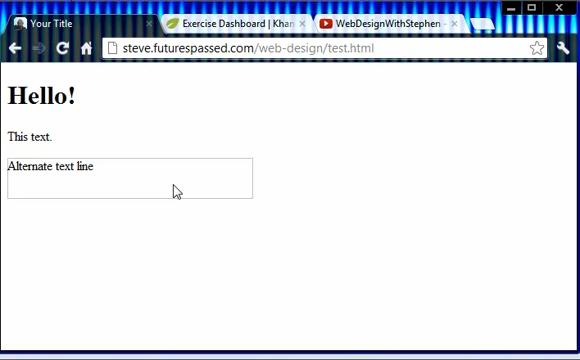 Your Title
Exercise Dashboard | Khan
WebDesignWithStephen -
steve.futurespassed.com/web-design/test.html
Hello!
This text.
Alternate text line